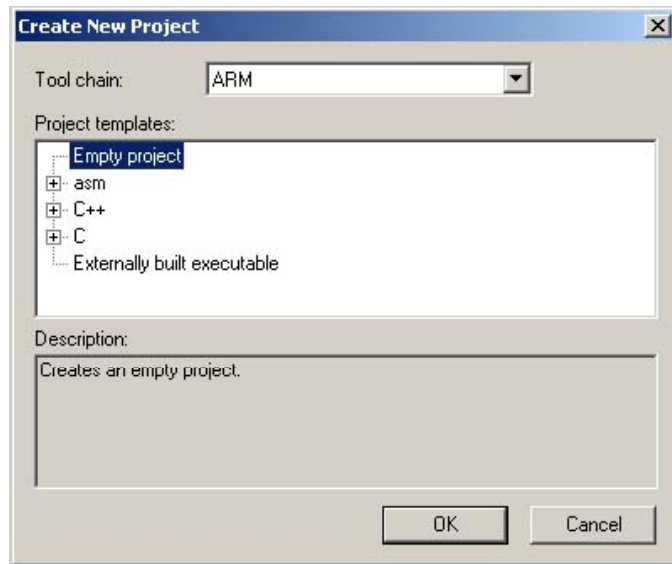 Create New Project
Tool chain: ARM
Project templates:
Empty project
asm
C++
C
Externally built executable
Description:
Creates an empty project.
OK Cancel